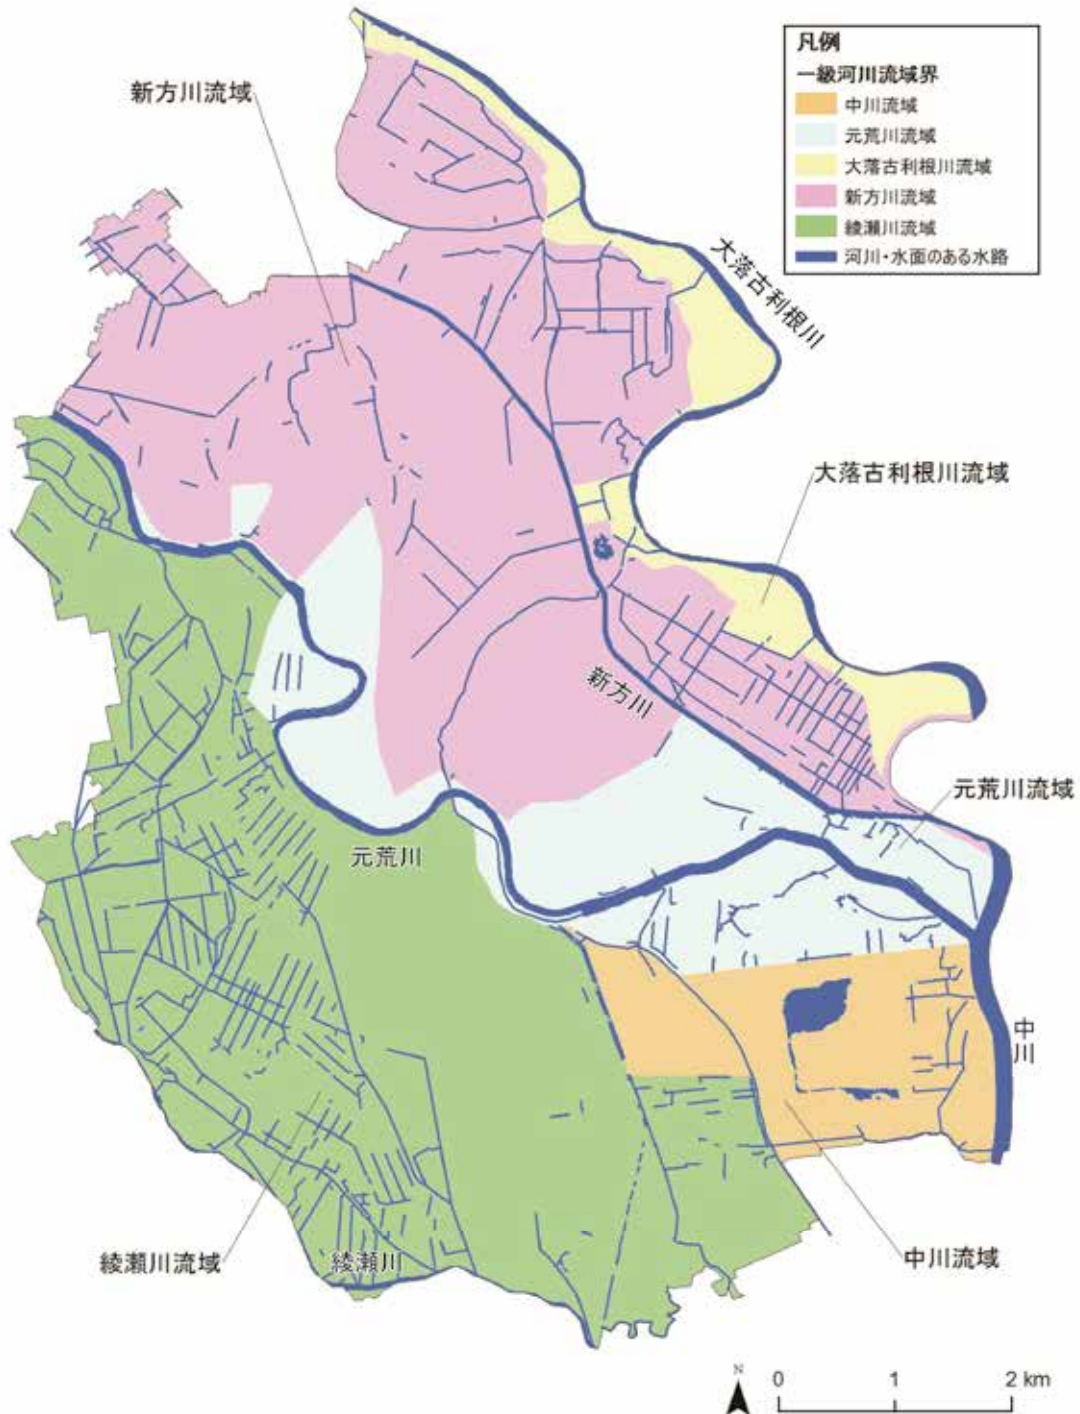 凡例
一級河川流域界
中川流域
元荒川流域
大落古利根川流域
新方川流域
綾瀬川流域
河川・水面のある水路
新方川流域
大落古利根川
大落古利根川流域
新方川
元荒川流域
元荒川
中川
綾瀬川流域
綾瀬川
中川流域
N
0 1 2 km